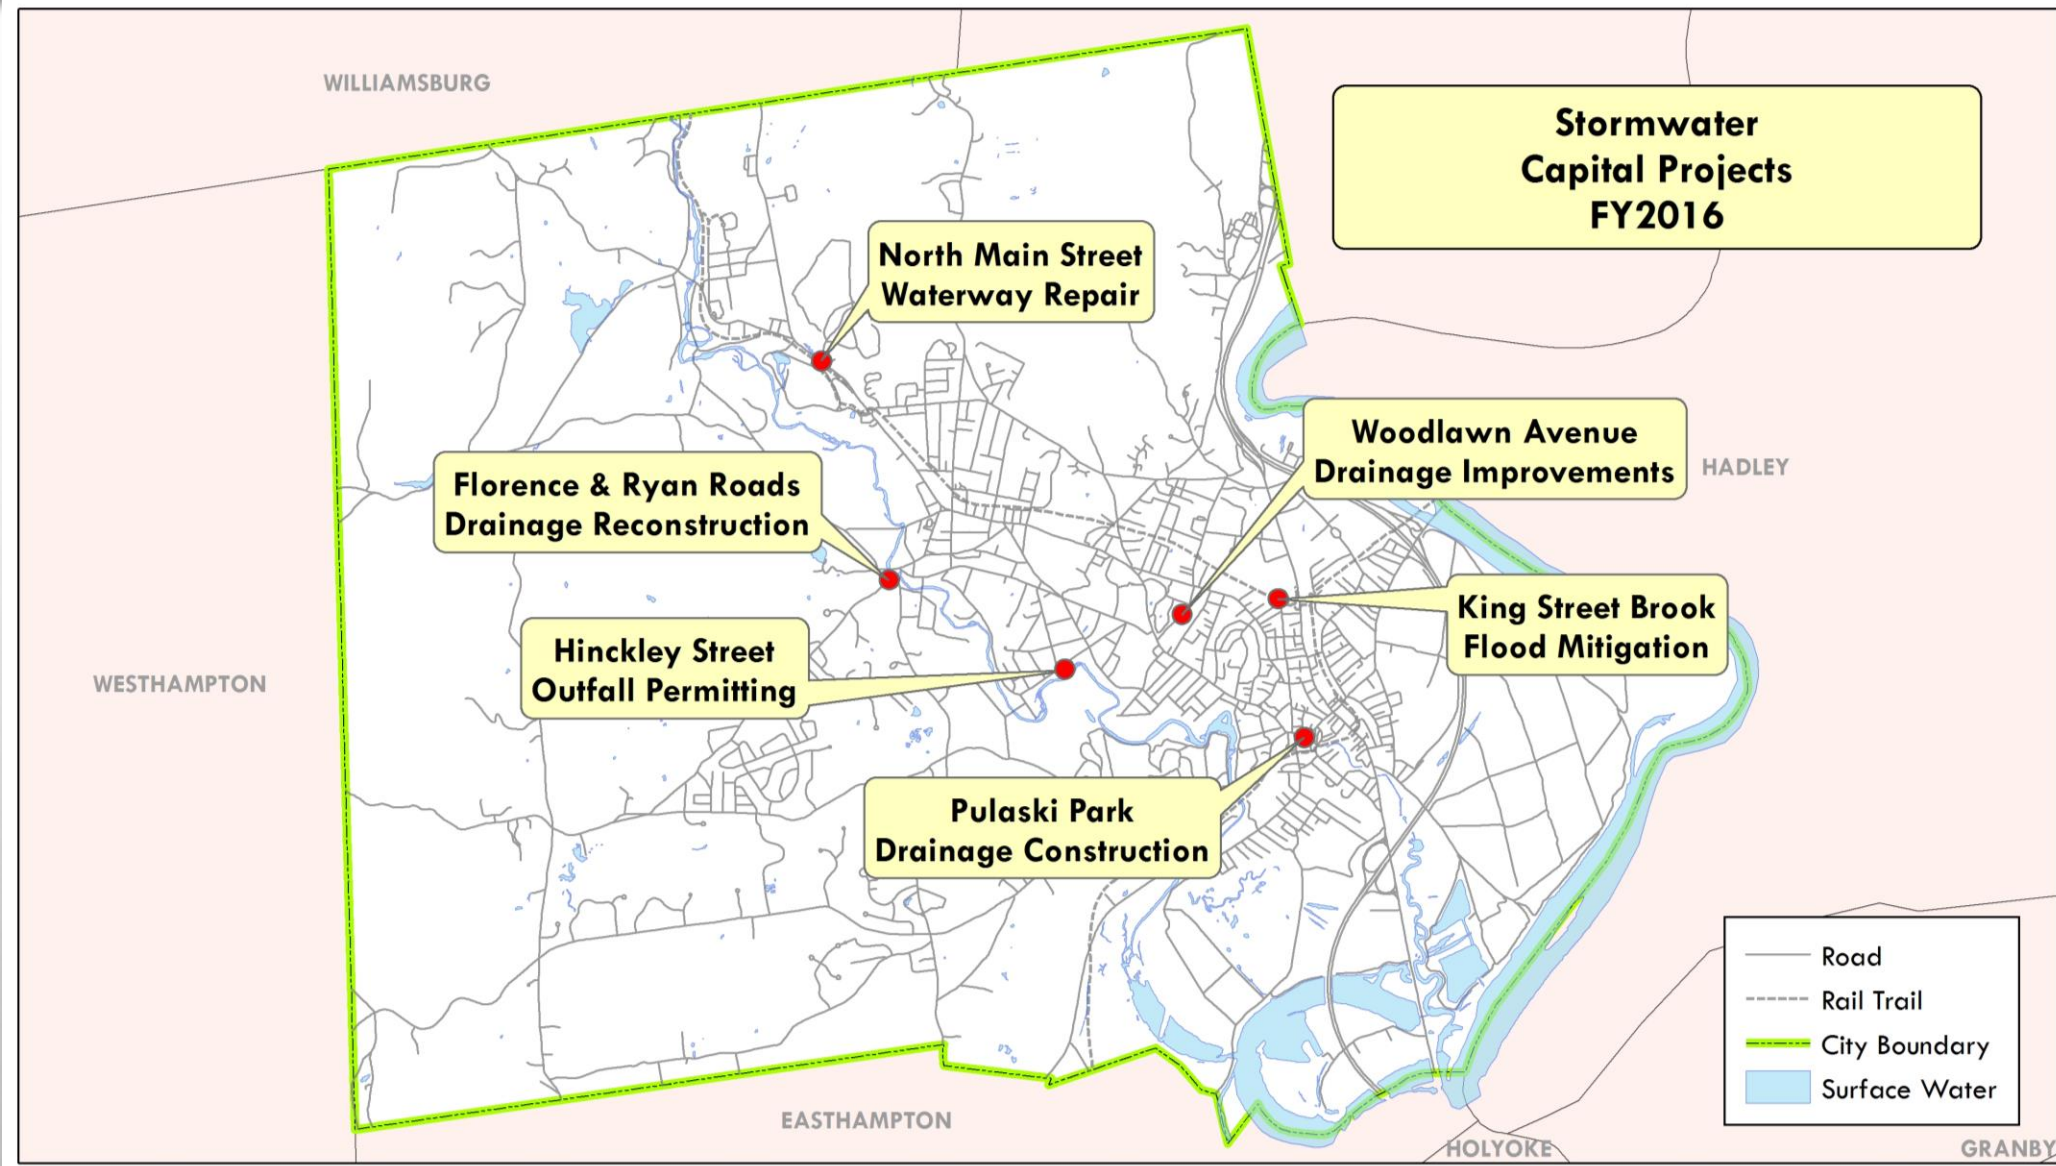 WILLIAMSBURG
Stormwater
Capital Projects
FY2016
North Main Street
Waterway Repair
Woodlawn Avenue
Drainage Improvements
HADLEY
Florence & Ryan Roads
Drainage Reconstruction
King Street Brook
Flood Mitigation
Hinckley Street
Outfall Permitting
WESTHAMPTON
Pulaski Park
Drainage Construction
Road
Rail Trail
City Boundary
Surface Water
EASTHAMPTON
HOLYOKE
GRANBY